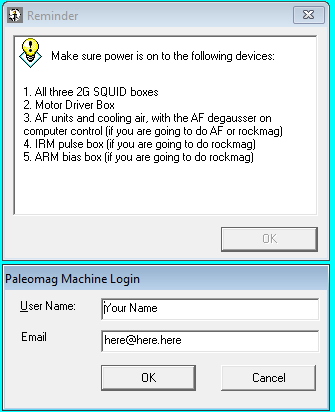 Reminder
Make sure power is on to the following devices:
1. All three 2G SQUID boxes
2. Motor Driver Box
3. AF units and cooling air, with the AF degausser on
computer control (if you are going to do AF or rockmag)
4. IRM pulse box (if you are going to do rockmag)
5. ARM bias box (if you are going to do rockmag)
OK
Paleomag Machine Login
User Name:
Your Name
Email
here@here.here
OK
Cancel